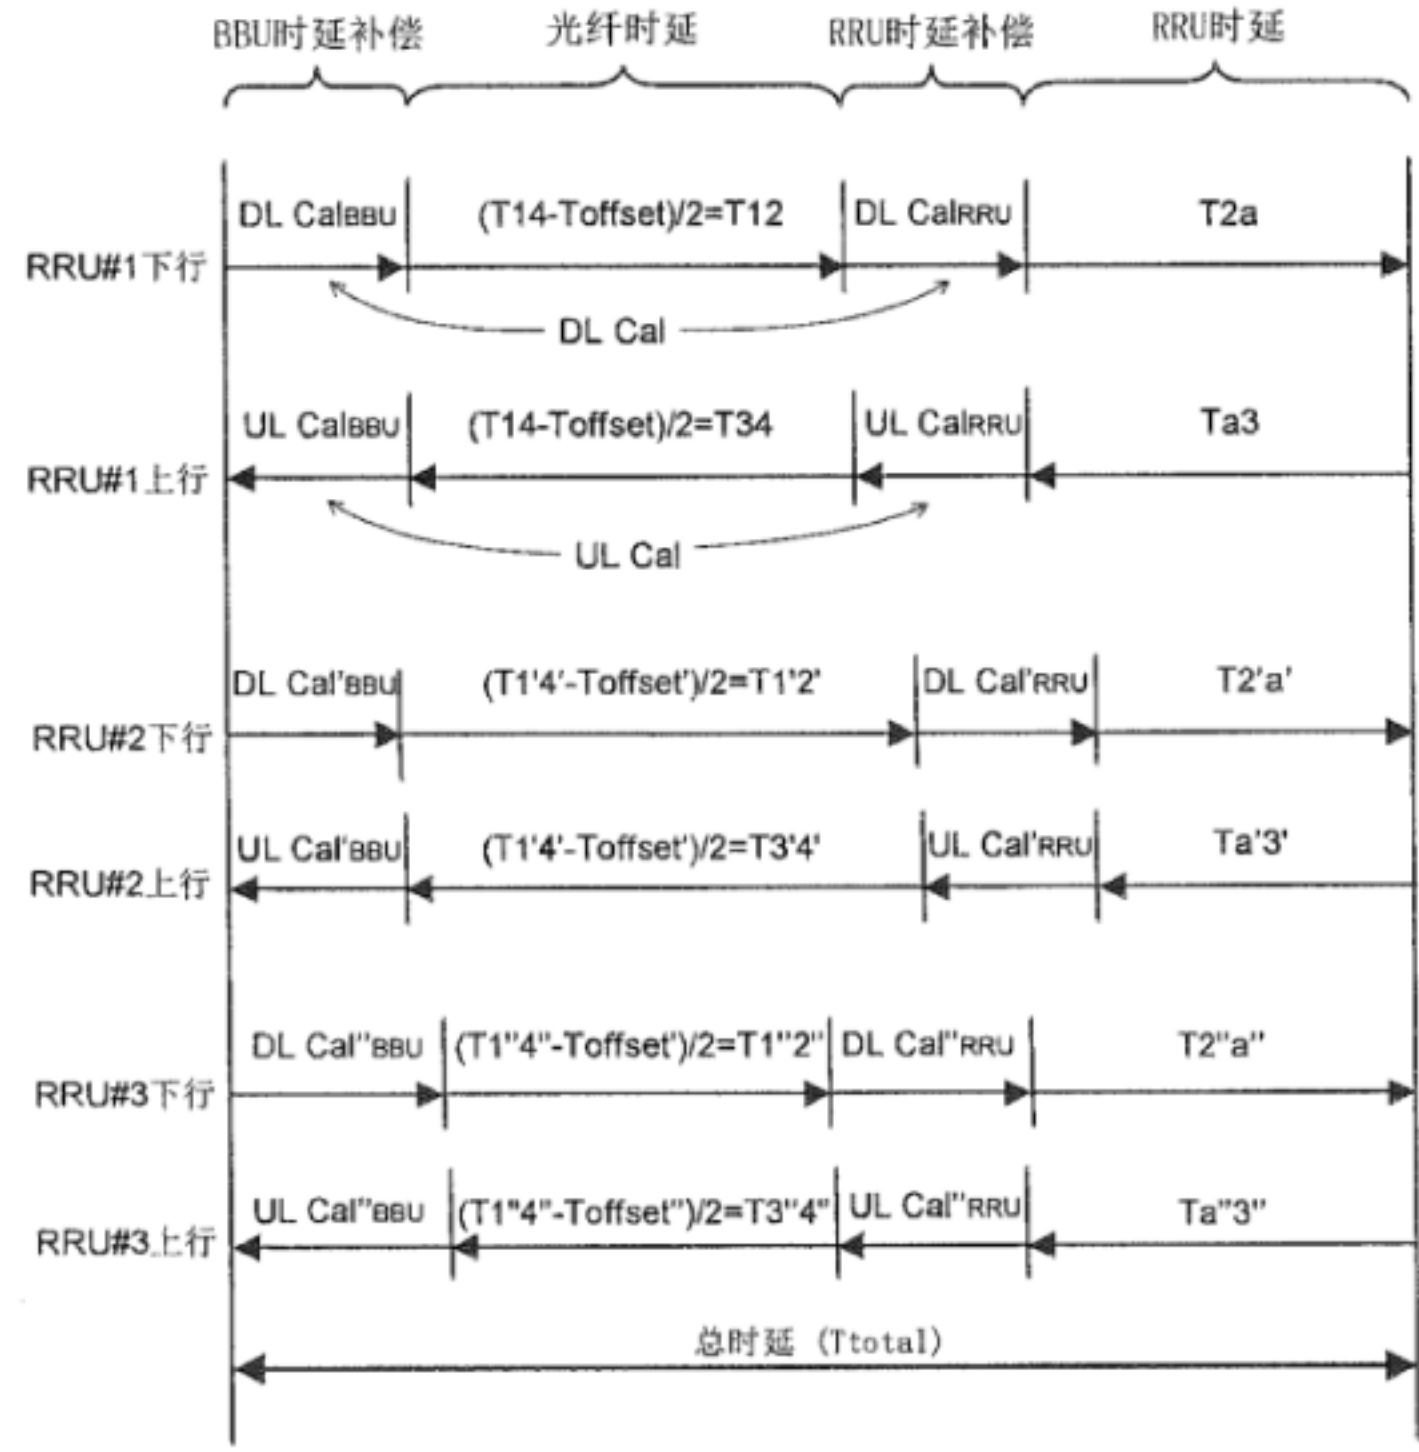 BBU时延补偿 光纤时延 RRU时延补偿 RRU时延
DL CalBBU (T14-Toffset)/2=T12 DL CalRRU T2a
RRU#1下行
DL Cal
UL CalBBU (T14-Toffset)/2=T34 UL CalRRU Ta3
RRU#1上行
UL Cal
DL Cal'BBU (T1'4'-Toffset')/2=T1'2' DL Cal'RRU T2'a'
RRU#2下行
UL Cal'BBU (T1'4'-Toffset')/2=T3'4' UL Cal'RRU Ta'3'
RRU#2上行
DL Cal"BBU (T1"4"-Toffset')/2=T1"2" DL Cal"RRU T2"a"
RRU#3下行
UL Cal"BBU (T1"4"-Toffset")/2=T3"4" UL Cal"RRU Ta"3"
RRU#3上行
总时延 (Ttotal)